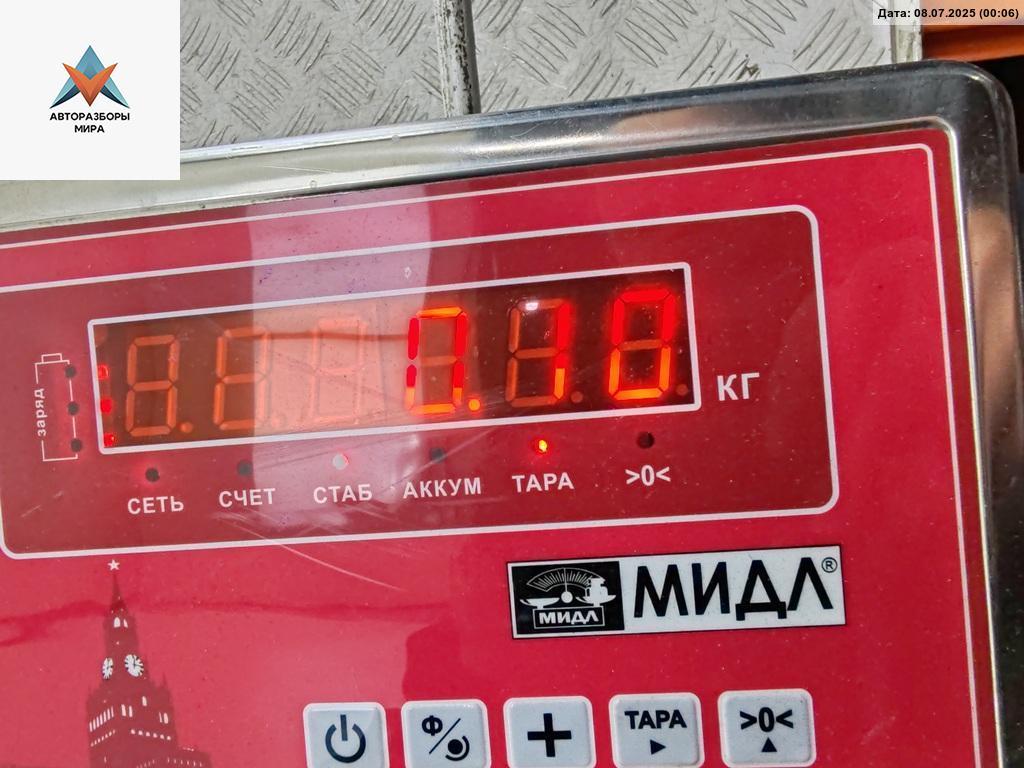 Дата: 08.07.2025 (00:06)
АВТОРАЗБОРЫ
МИРА
заряд
0.10
КГ
СЕТЬ
СЧЕТ
СТАБ
АККУМ
ТАРА
>0<
МИДЛ
МИДЛ®
Ф/
ТАРА
>0<